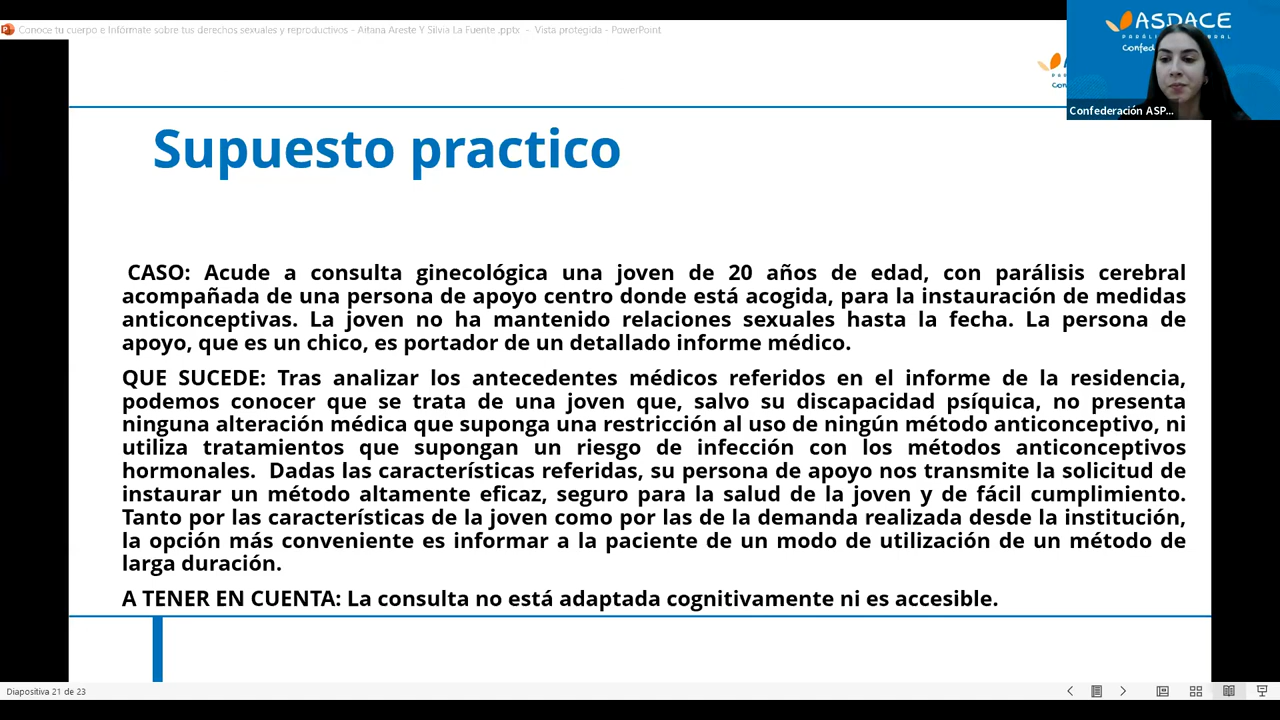 Conoce tu cuerpo e Infórmate sobre tus derechos sexuales y reproductivos - Aitana Areste Y Silvia La Fuente .pptx - Vista protegida - PowerPoint
ASPACE
Confed
Confederación ASP...
Supuesto practico
CASO: Acude a consulta ginecológica una joven de 20 años de edad, con parálisis cerebral
acompañada de una persona de apoyo centro donde está acogida, para la instauración de medidas
anticonceptivas. La joven no ha mantenido relaciones sexuales hasta la fecha. La persona de
apoyo, que es un chico, es portador de un detallado informe médico.
QUE SUCEDE: Tras analizar los antecedentes médicos referidos en el informe de la residencia,
podemos conocer que se trata de una joven que, salvo su discapacidad psíquica, no presenta
ninguna alteración médica que suponga una restricción al uso de ningún método anticonceptivo, ni
utiliza tratamientos que supongan un riesgo de infección con los métodos anticonceptivos
hormonales. Dadas las características referidas, su persona de apoyo nos transmite la solicitud de
instaurar un método altamente eficaz, seguro para la salud de la joven y de fácil cumplimiento.
Tanto por las características de la joven como por las de la demanda realizada desde la institución,
la opción más conveniente es informar a la paciente de un modo de utilización de un método de
larga duración.
A TENER EN CUENTA: La consulta no está adaptada cognitivamente ni es accesible.
Diapositiva 21 de 23